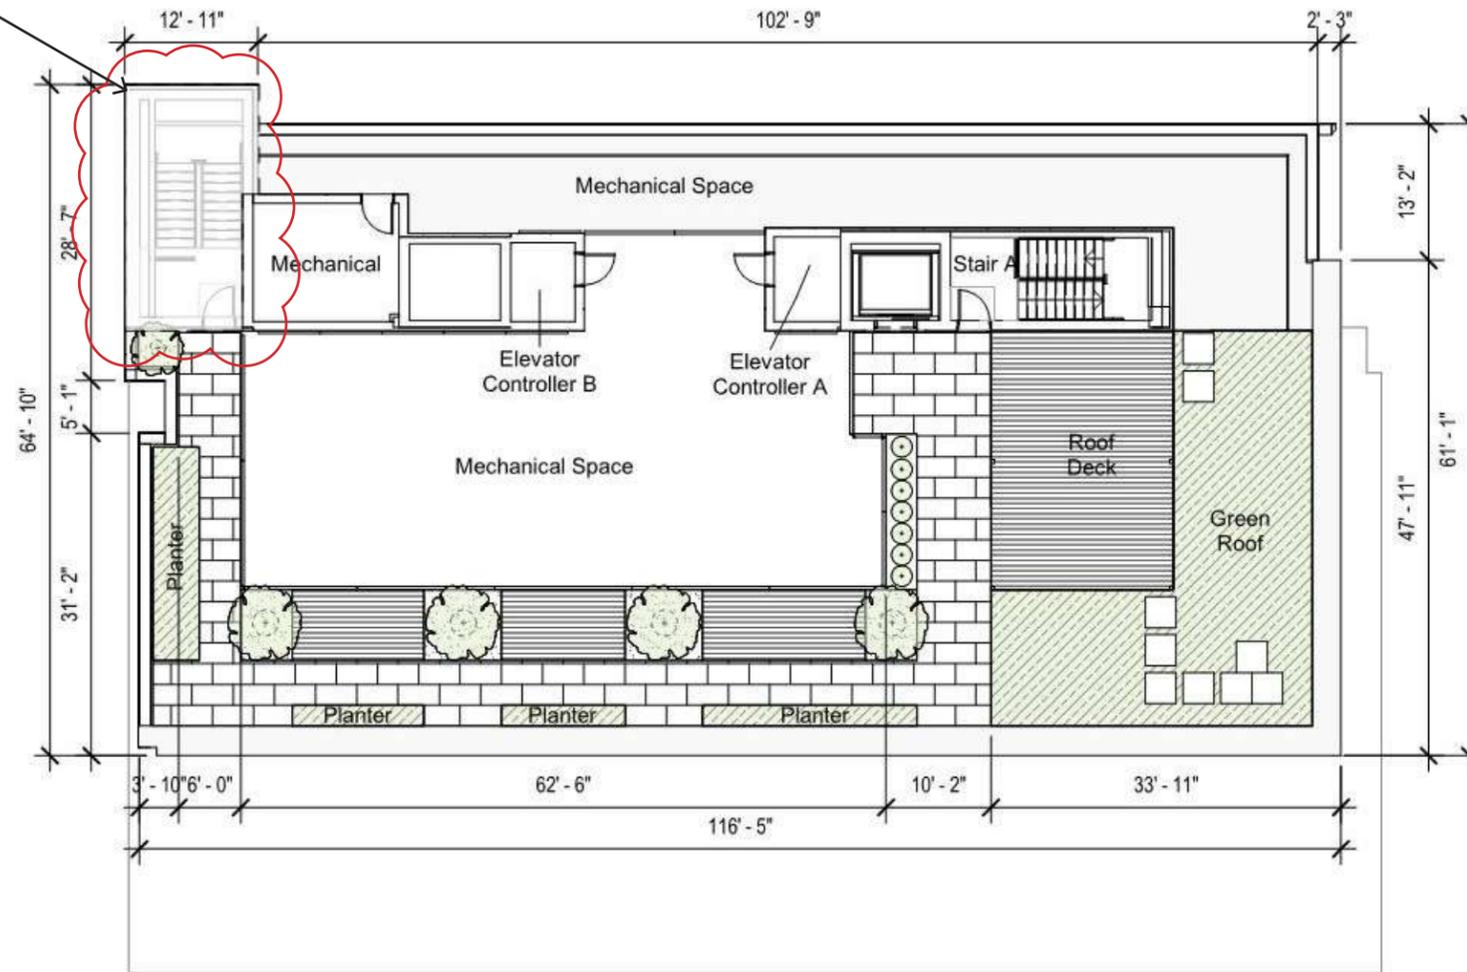 12' - 11"
102' - 9"
2' - 3"
Mechanical Space
13' - 2"
28' - 7"
Mechanical
Stair A
Elevator
Controller B
Elevator
Controller A
64' - 10"
5' - 1"
61' - 1"
Roof
Deck
Mechanical Space
47' - 11"
Green
Roof
Planter
31' - 2"
Planter
Planter
Planter
3' - 10"
6' - 0"
62' - 6"
10' - 2"
33' - 11"
116' - 5"